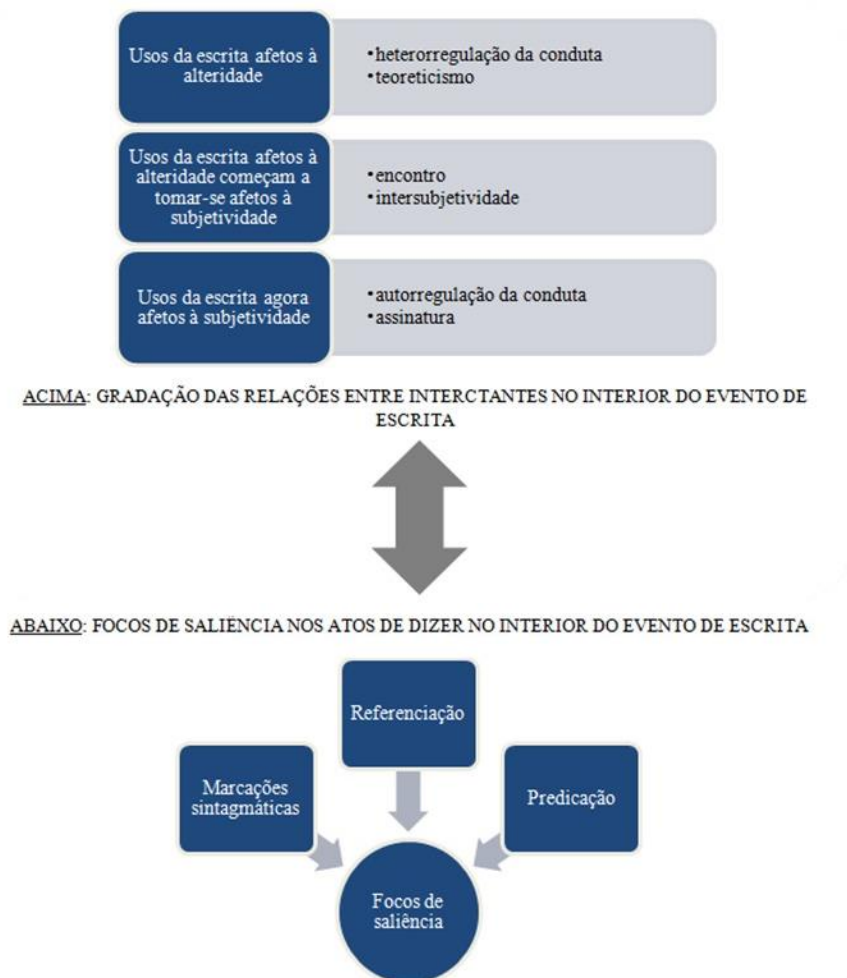 Usos da escrita afetos à
alteridade
•heterorregulação da conduta
•teoreticismo
Usos da escrita afetos à
alteridade começam a
tomar-se afetos à
subjetividade
•encontro
•intersubjetividade
Usos da escrita agora
afetos à subjetividade
•autorregulação da conduta
•assinatura
ACIMA: GRADAÇÃO DAS RELAÇÕES ENTRE INTERCTANTES NO INTERIOR DO EVENTO DE
ESCRITA
ABAIXO: FOCOS DE SALIÊNCIA NOS ATOS DE DIZER NO INTERIOR DO EVENTO DE ESCRITA
Referenciação
Marcações
sintagmáticas
Predicação
Focos de
saliência